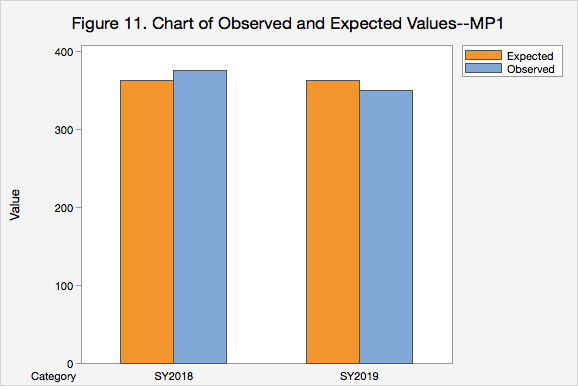 Figure 11. Chart of Observed and Expected Values--MP1
Expected
Observed
400
300
200
100
0
Value
Category
SY2018
SY2019